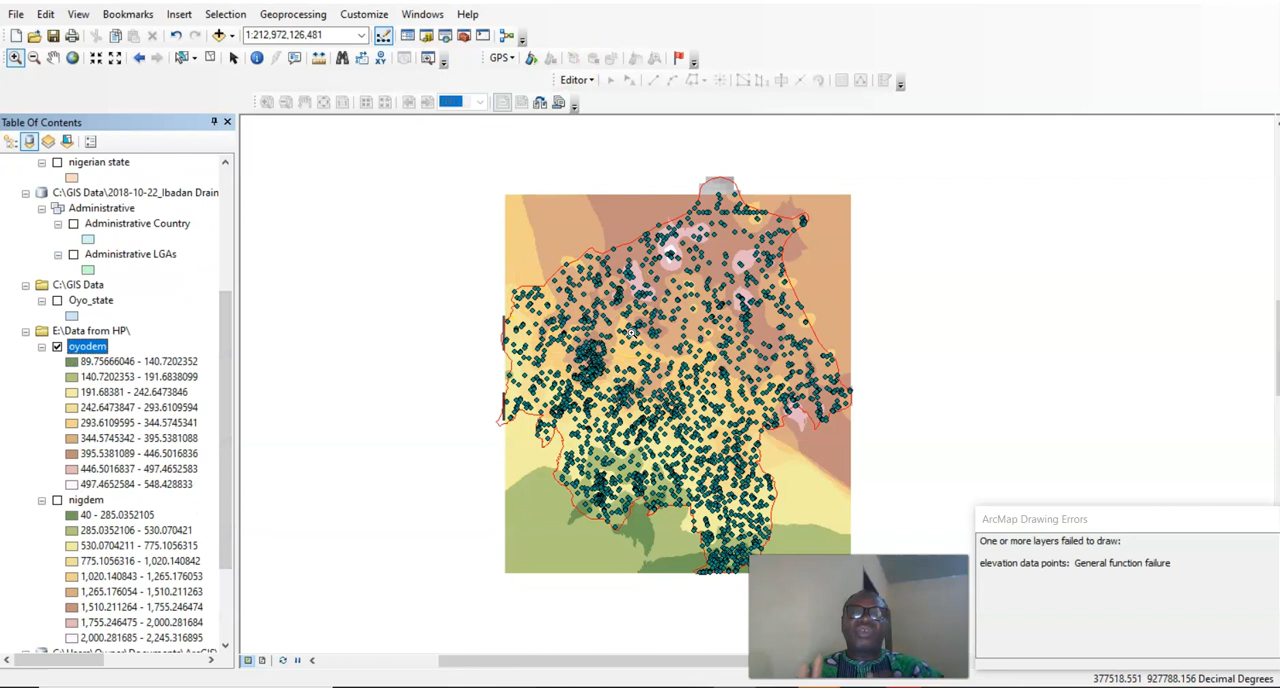 File Edit View Bookmarks Insert Selection Geoprocessing Customize Windows Help
1:212,972,126,481
GPS
Editor
Table Of Contents
nigerian state
C:\GIS Data\2018-10-22_Ibadan Drain
Administrative
Administrative Country
Administrative LGAs
C:\GIS Data
Oyo_state
E:\Data from HP\
oyodem
89.75666046 - 140.7202352
140.7202353 - 191.6838099
191.68381 - 242.6473846
242.6473847 - 293.6109594
293.6109595 - 344.5745341
344.5745342 - 395.5381088
395.5381089 - 446.5016836
446.5016837 - 497.4652583
497.4652584 - 548.428833
nigdem
40 - 285.0352105
285.0352106 - 530.070421
530.0704211 - 775.1056315
775.1056316 - 1,020.140842
1,020.140843 - 1,265.176053
1,265.176054 - 1,510.211263
1,510.211264 - 1,755.246474
1,755.246475 - 2,000.281684
2,000.281685 - 2,245.316895
ArcMap Drawing Errors
One or more layers failed to draw:
elevation data points: General function failure
377518.551 927788.156 Decimal Degrees